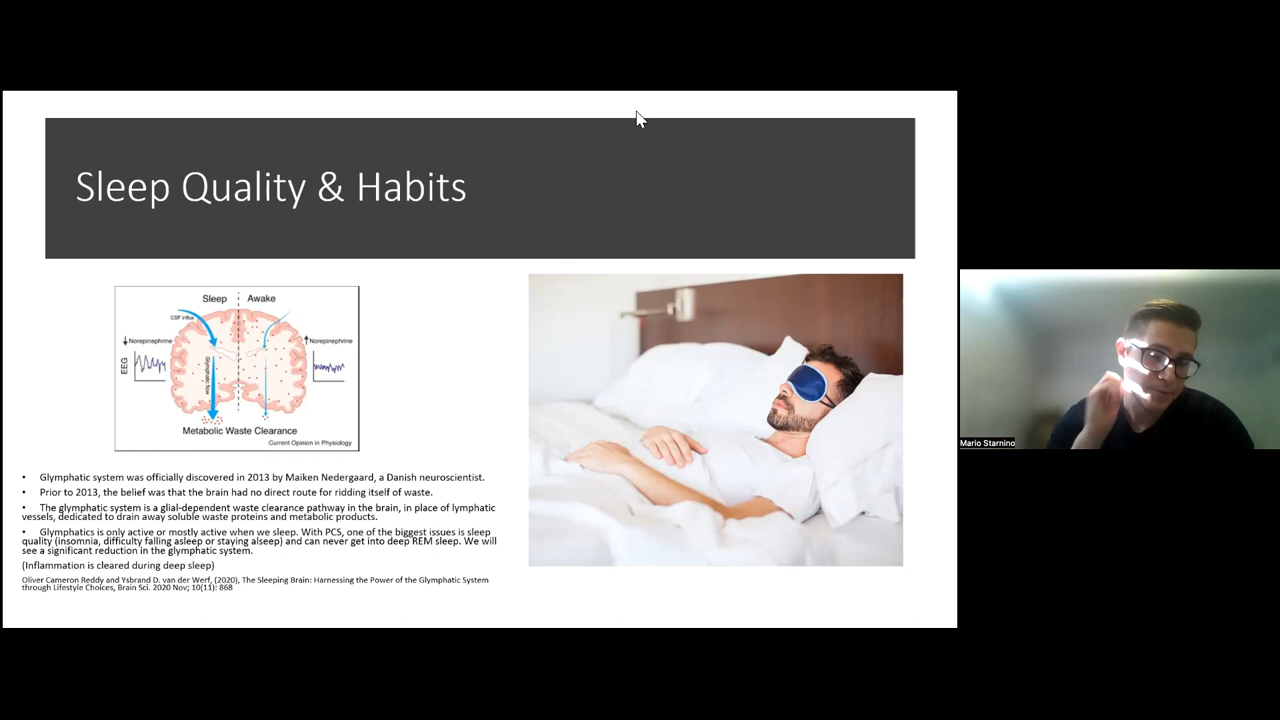 Sleep Quality & Habits
Sleep
Awake
CSF influx
Norepinephrine
Norepinephrine
EEG
Glymphatic flow
Metabolic Waste Clearance
Current Opinion in Physiology
• Glymphatic system was officially discovered in 2013 by Maiken Nedergaard, a Danish neuroscientist.
• Prior to 2013, the belief was that the brain had no direct route for ridding itself of waste.
• The glymphatic system is a glial-dependent waste clearance pathway in the brain, in place of lymphatic
vessels, dedicated to drain away soluble waste proteins and metabolic products.
• Glymphatics is only active or mostly active when we sleep. With PCS, one of the biggest issues is sleep
quality (insomnia, difficulty falling asleep or staying alseep) and can never get into deep REM sleep. We will
see a significant reduction in the glymphatic system.
(Inflammation is cleared during deep sleep)
Oliver Cameron Reddy and Ysbrand D. van der Werf, (2020), The Sleeping Brain: Harnessing the Power of the Glymphatic System
through Lifestyle Choices, Brain Sci. 2020 Nov; 10(11): 868
Mario Starnino